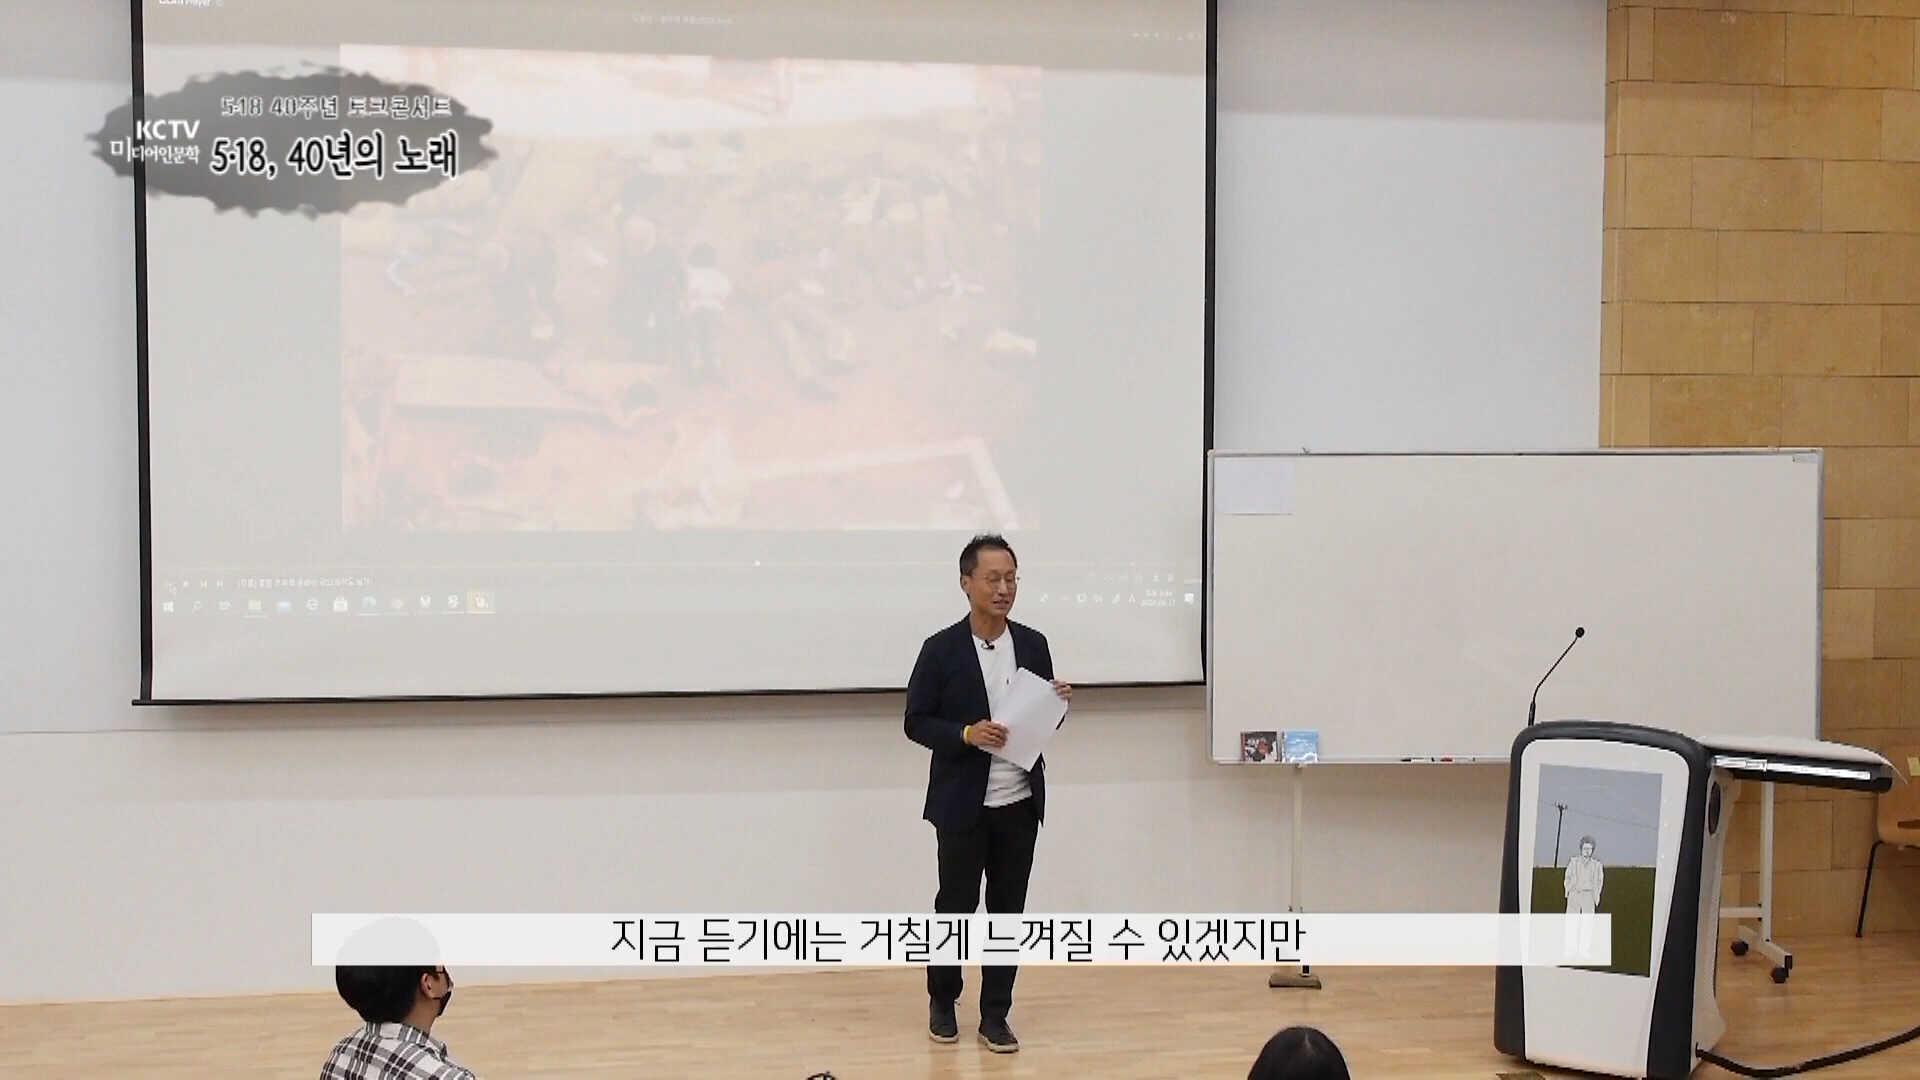 5·18 40주년 토크콘서트
KCTV
미디어인문학
5·18, 40년의 노래
지금 듣기에는 거칠게 느껴질 수 있겠지만